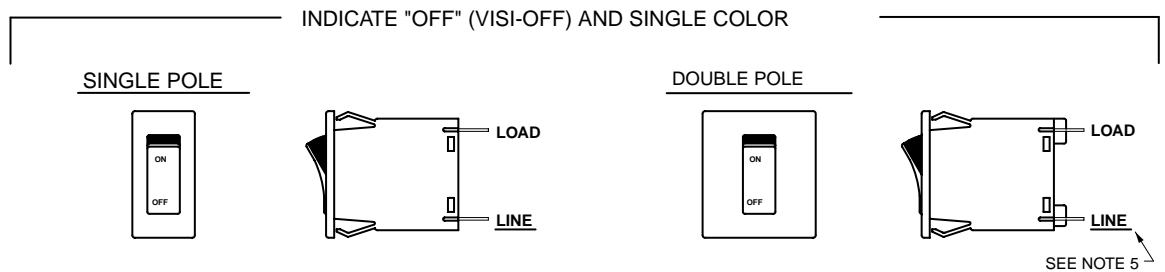 INDICATE "OFF" (VISI-OFF) AND SINGLE COLOR
SINGLE POLE
ON
OFF
LOAD
LINE
DOUBLE POLE
ON
OFF
LOAD
LINE
SEE NOTE 5